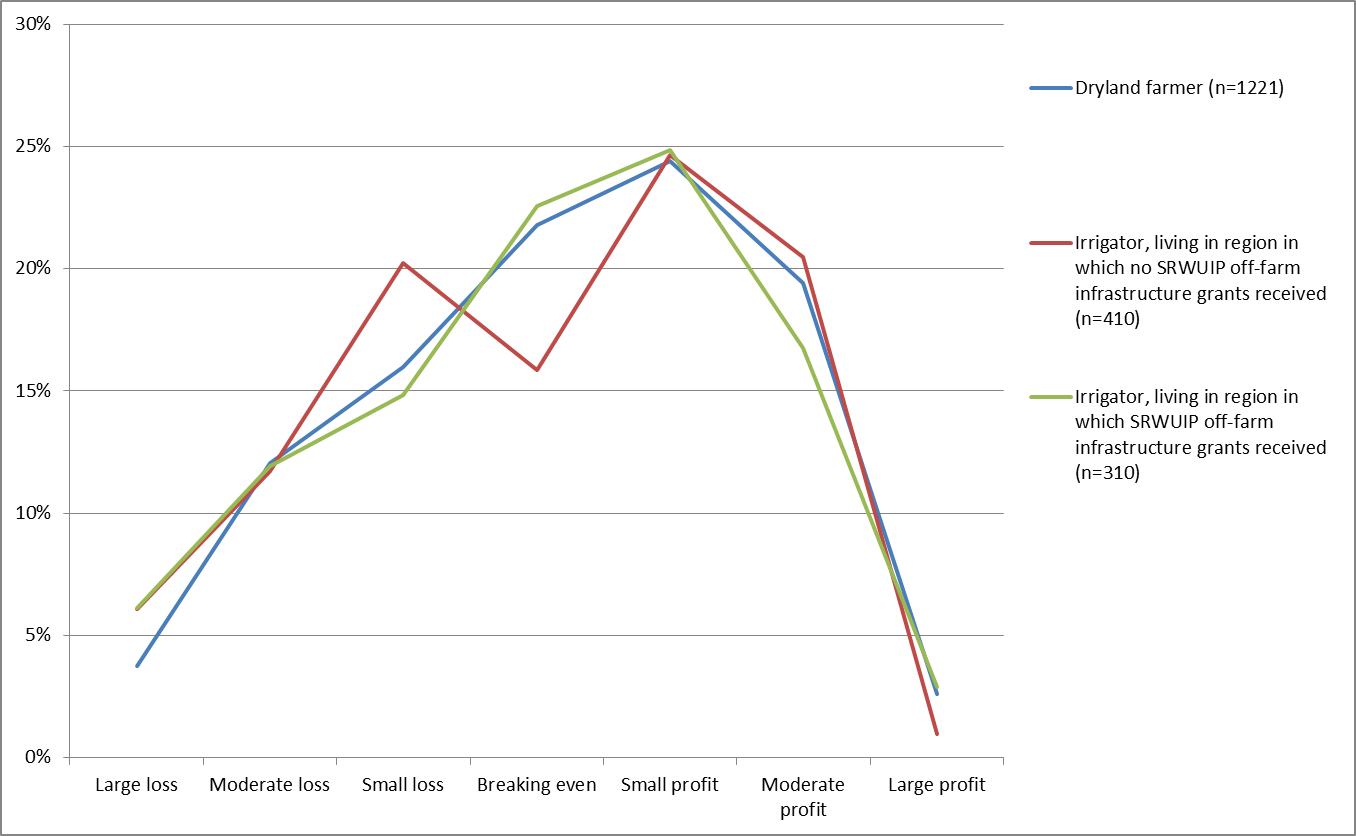 30%
25%
20%
15%
10%
5%
0%
Large loss
Moderate loss
Small loss
Breaking even
Small profit
Moderate
profit
Large profit
Dryland farmer (n=1221)
Irrigator, living in region in
which no SRWUIP off-farm
infrastructure grants received
(n=410)
Irrigator, living in region in
which SRWUIP off-farm
infrastructure grants received
(n=310)